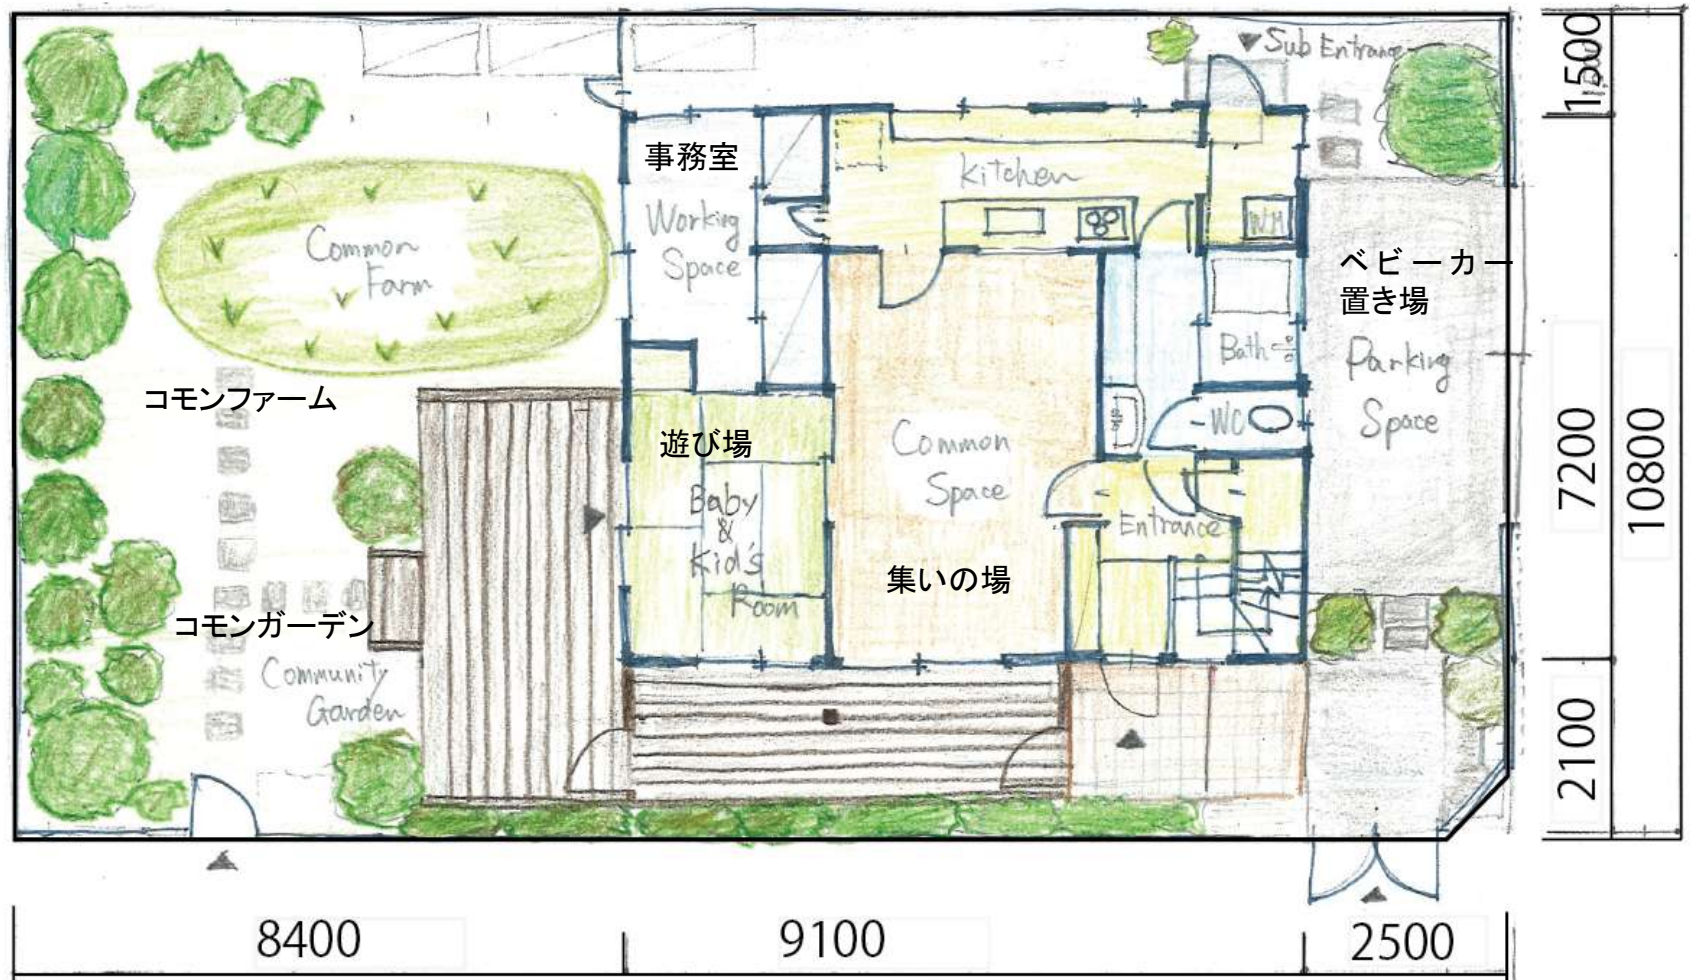 Sub Entrance
1500
事務室
Kitchen
Working
Space
WM
Common
Farm
ベビーカー
置き場
Bath
Parking
Space
コモンファーム
遊び場
WC
Common
Space
7200
10800
Baby
&
Kid's
Room
Entrance
集いの場
コモンガーデン
Community
Garden
2100
8400
9100
2500